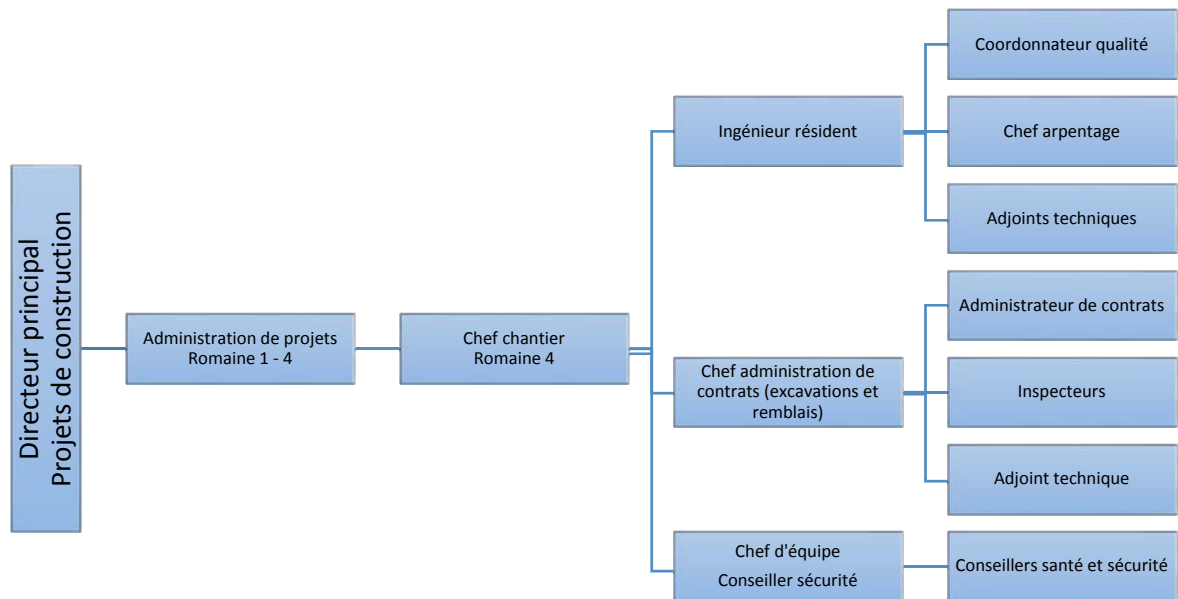 Directeur principal
Projets de construction
Administration de projets
Romaine 1 - 4
Chef chantier
Romaine 4
Ingénieur résident
Coordonnateur qualité
Chef arpentage
Adjoints techniques
Chef administration de
contrats (excavations et
remblais)
Administrateur de contrats
Inspecteurs
Adjoint technique
Chef d'équipe
Conseiller sécurité
Conseillers santé et sécurité